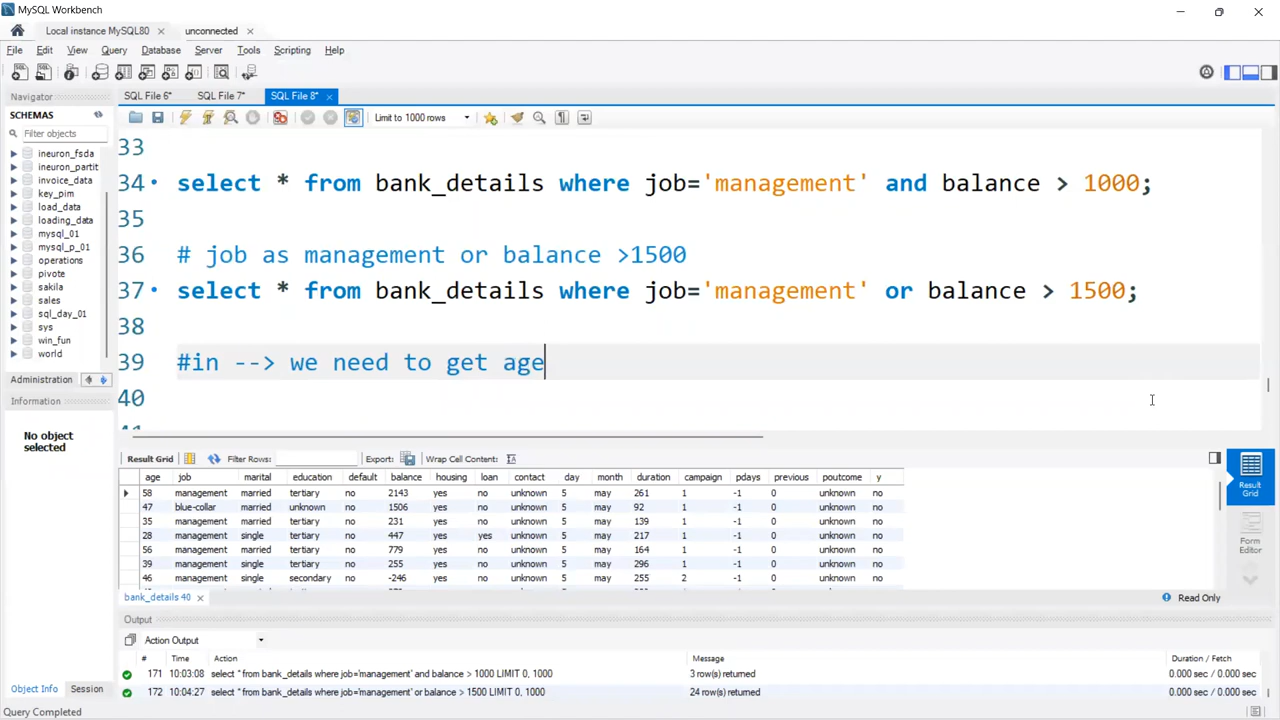 MySQL Workbench
Local instance MySQL80 unconnected
File Edit View Query Database Server Tools Scripting Help
Navigator
SQL File 6* SQL File 7* SQL File 8*
SCHEMAS
Filter objects
Limit to 1000 rows
ineuron_fsda
ineuron_partit
invoice_data
key_pim
load_data
loading_data
mysql_01
mysql_p_01
operations
pivote
sakila
sales
sql_day_01
sys
win_fun
world
33
34 select * from bank_details where job='management' and balance > 1000;
35
36 # job as management or balance >1500
37 select * from bank_details where job='management' or balance > 1500;
38
39 #in --> we need to get age
40
Administration
Information
No object
selected
Result Grid Filter Rows: Export: Wrap Cell Content:
age job marital education default balance housing loan contact day month duration campaign pdays previous poutcome y
58 management married tertiary no 2143 yes no unknown 5 may 261 1 -1 0 unknown no
47 blue-collar married unknown no 1506 yes no unknown 5 may 92 1 -1 0 unknown no
35 management married tertiary no 231 yes no unknown 5 may 139 1 -1 0 unknown no
28 management single tertiary no 447 yes yes unknown 5 may 217 1 -1 0 unknown no
56 management married tertiary no 779 yes no unknown 5 may 164 1 -1 0 unknown no
39 management single tertiary no 255 yes no unknown 5 may 296 1 -1 0 unknown no
46 management single secondary no -246 yes no unknown 5 may 255 2 -1 0 unknown no
Result
Grid
Form
Editor
bank_details 40
Read Only
Output
Action Output
# Time Action Message Duration / Fetch
171 10:03:08 select * from bank_details where job='management' and balance > 1000 LIMIT 0, 1000 3 row(s) returned 0.000 sec / 0.000 sec
172 10:04:27 select * from bank_details where job='management' or balance > 1500 LIMIT 0, 1000 24 row(s) returned 0.000 sec / 0.000 sec
Object Info Session
Query Completed